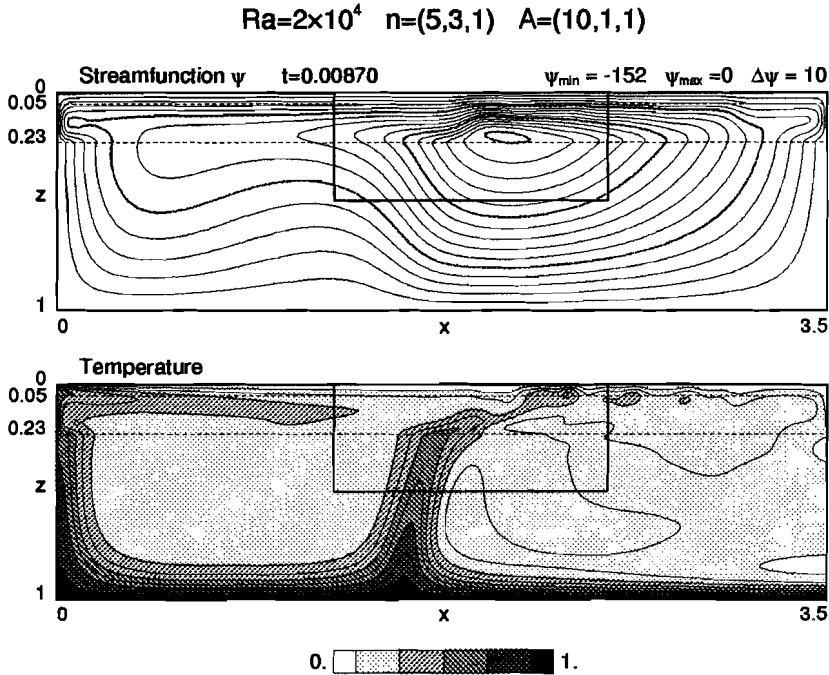 Ra=2×10⁴ n=(5,3,1) A=(10,1,1)
Streamfunction ψ t=0.00870 ψmin = -152 ψmax =0 Δψ = 10
0
0.05
0.23
z
1
0 x 3.5
Temperature
0
0.05
0.23
z
1
0 x 3.5
0. 1.